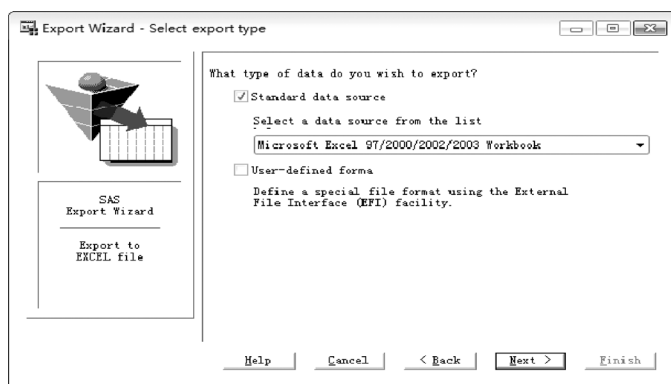 Export Wizard - Select export type
What type of data do you wish to export?
Standard data source
Select a data source from the list
Microsoft Excel 97/2000/2002/2003 Workbook
User-defined forma
Define a special file format using the External
File Interface (EFI) facility.
SAS
Export Wizard
Export to
EXCEL file
Help
Cancel
< Back
Next >
Finish